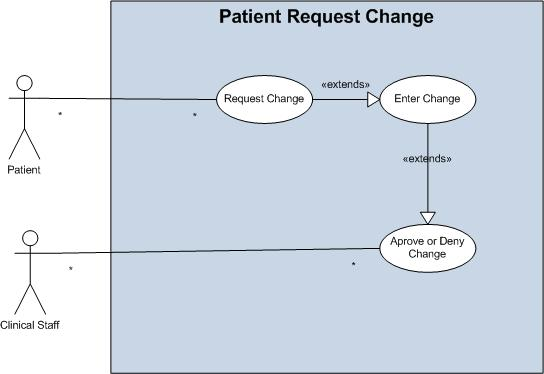 Patient Request Change
«extends»
Request Change
Enter Change
*
*
Patient
«extends»
Aprove or Deny
Change
*
*
Clinical Staff